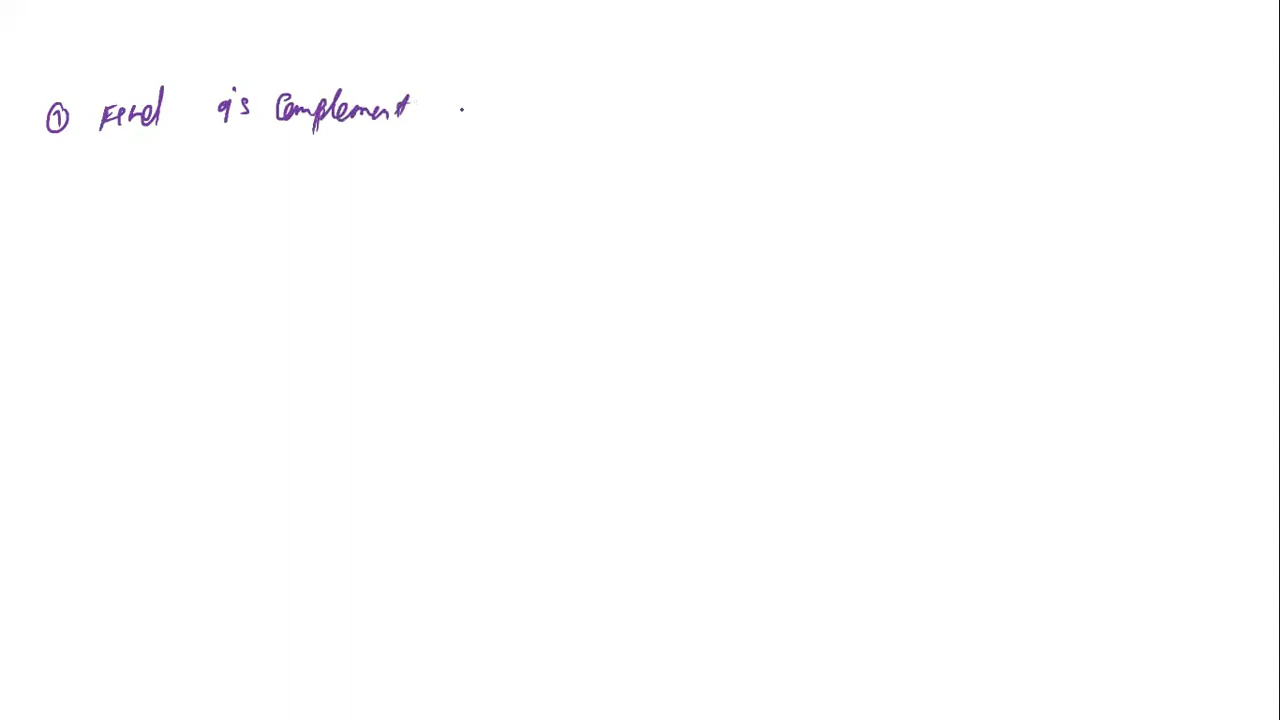 ① Find 9's Complement .